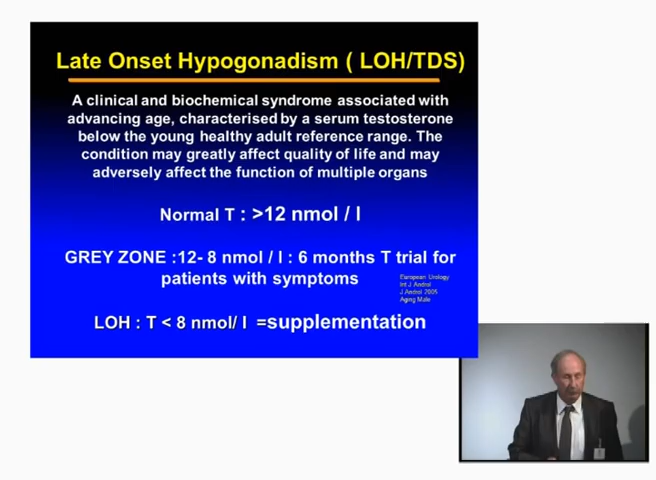 Late Onset Hypogonadism ( LOH/TDS)
A clinical and biochemical syndrome associated with
advancing age, characterised by a serum testosterone
below the young healthy adult reference range. The
condition may greatly affect quality of life and may
adversely affect the function of multiple organs
Normal T : >12 nmol / l
GREY ZONE :12- 8 nmol / l : 6 months T trial for
patients with symptoms
European Urology
Int J Androl
J Androl 2005
Aging Male
LOH : T < 8 nmol/ l =supplementation